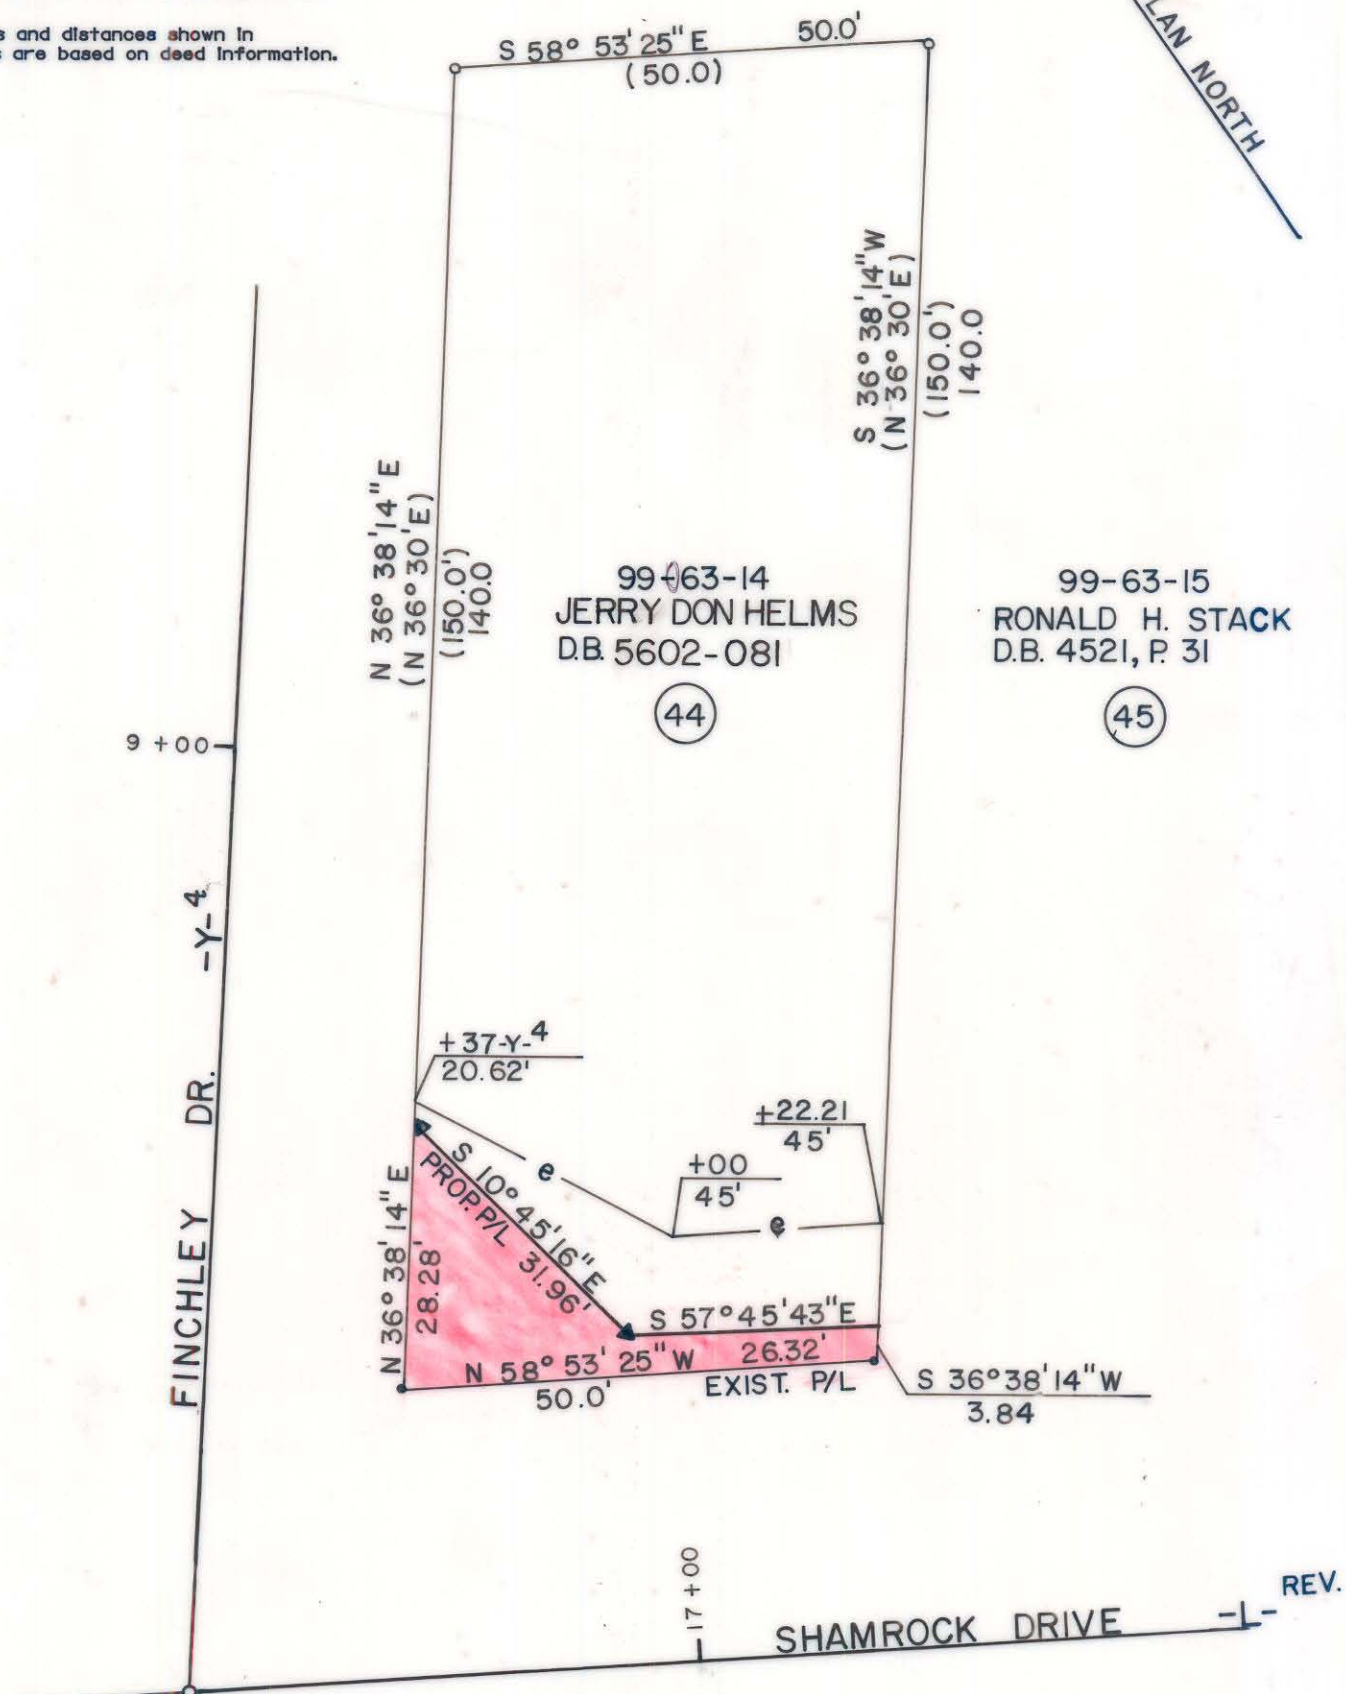 and distances shown in
are based on deed information.
S 58° 53' 25" E 50.0'
(50.0)
NORTH
S 36° 38' 14" W
(N 36° 30' E)
(150.0')
140.0
N 36° 38' 14" E
(N 36° 30' E)
(150.0')
140.0
99-63-14
JERRY DON HELMS
D.B. 5602-081
44
99-63-15
RONALD H. STACK
D.B. 4521, P. 31
45
9 +00
FINCHLEY DR. -Y-4
+37-Y-4
20.62'
+22.21
45'
+00
45'
e
e
S 10° 45' 16" E
PROP. P/L 31.96'
N 36° 38' 14" E
28.28'
S 57° 45' 43" E
N 58° 53' 25" W 26.32'
50.0' EXIST. P/L
S 36° 38' 14" W
3.84
17 + 00
SHAMROCK DRIVE -L- REV.